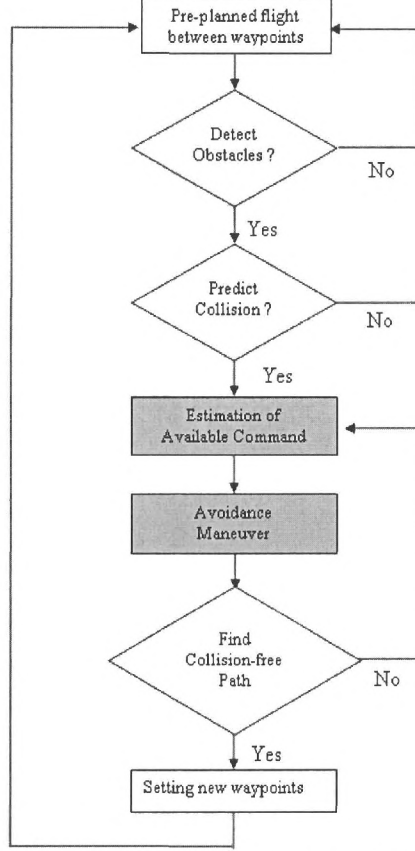 Pre-planned flight
between waypoints
Detect
Obstacles ?
No
Yes
Predict
Collision ?
No
Yes
Estimation of
Available Command
Avoidance
Maneuver
Find
Collision-free
Path
No
Yes
Setting new waypoints